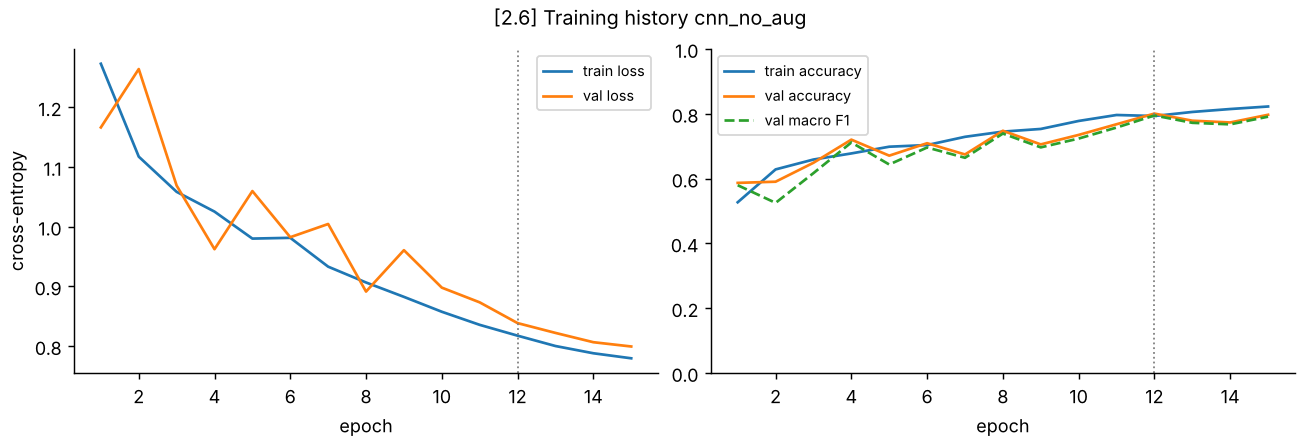 [2.6] Training history cnn_no_aug
cross-entropy
1.2
1.1
1.0
0.9
0.8
train loss
val loss
2 4 6 8 10 12 14
epoch
1.0
0.8
0.6
0.4
0.2
0.0
train accuracy
val accuracy
val macro F1
2 4 6 8 10 12 14
epoch